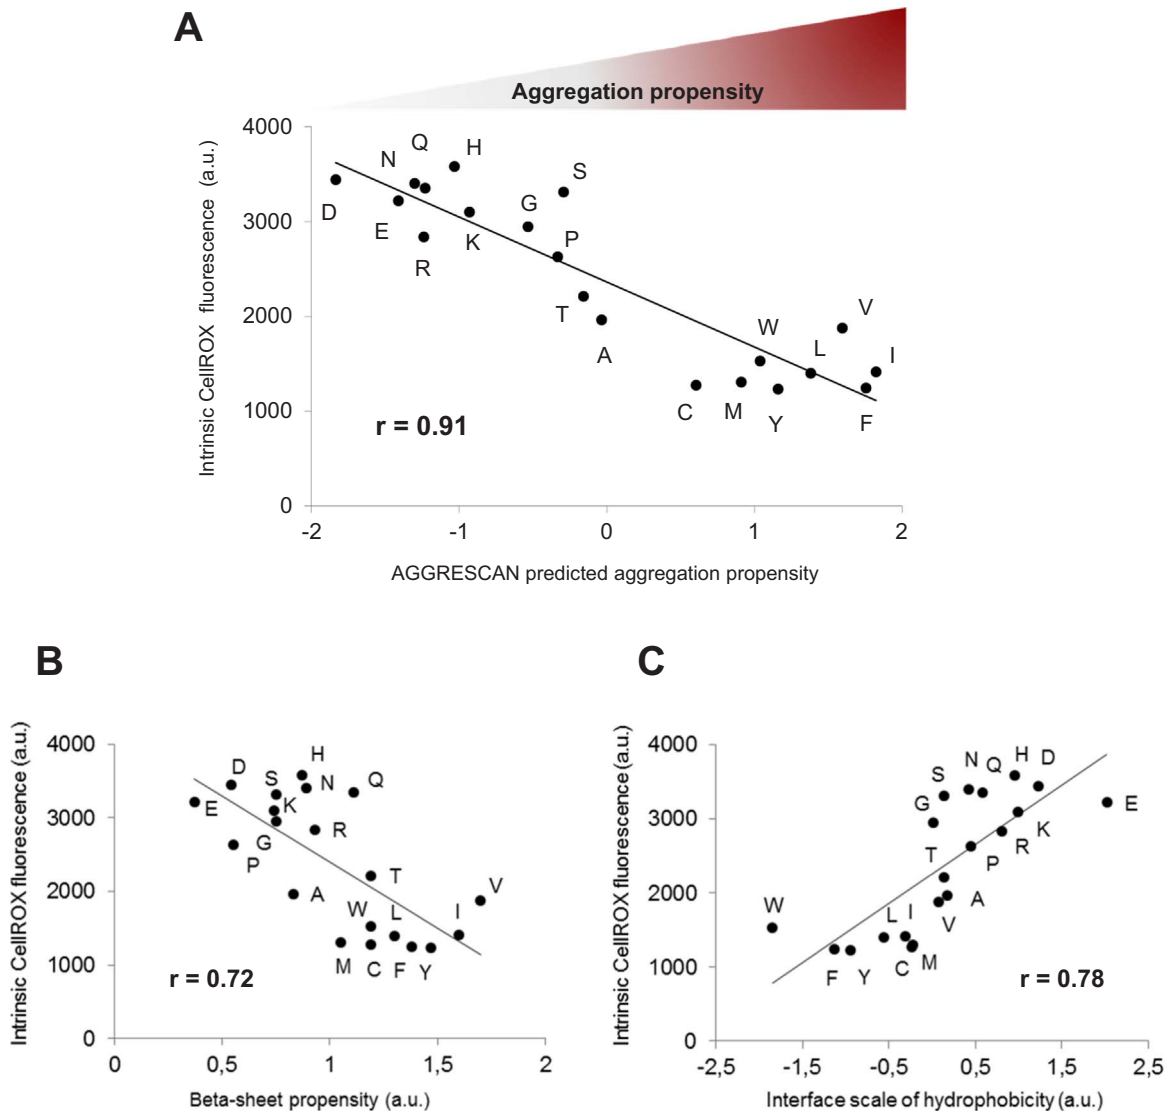 A
Aggregation propensity
Intrinsic CellROX fluorescence (a.u.)
4000
3000
2000
1000
0
-2
-1
0
1
2
D
N
Q
E
R
H
K
G
S
P
T
A
C
M
W
Y
L
V
F
I
r = 0.91
AGGRESCAN predicted aggregation propensity
B
Intrinsic CellROX fluorescence (a.u.)
4000
3000
2000
1000
0
0
0,5
1
1,5
2
D
E
P
S
K
G
H
N
Q
R
A
T
W
L
V
I
M
C
F
Y
r = 0.72
Beta-sheet propensity (a.u.)
C
Intrinsic CellROX fluorescence (a.u.)
4000
3000
2000
1000
0
-2,5
-1,5
-0,5
0,5
1,5
2,5
W
F
Y
L
I
C
M
V
A
T
G
S
N
Q
H
D
E
K
R
P
r = 0.78
Interface scale of hydrophobicity (a.u.)